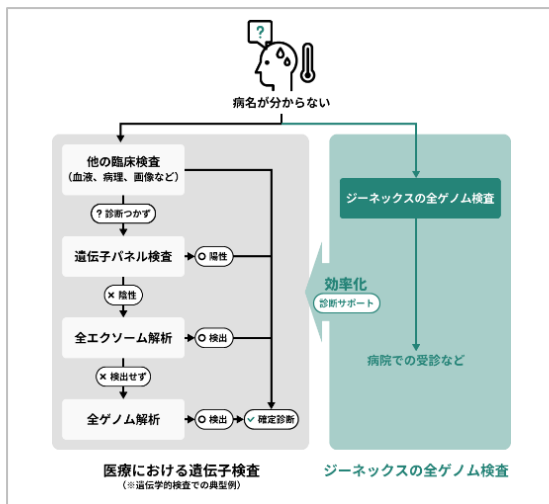 ?
病名が分からない
他の臨床検査
（血液、病理、画像など）
? 診断つかず
遺伝子パネル検査
陽性
× 陰性
全エクソーム解析
検出
× 検出せず
全ゲノム解析
検出
✓ 確定診断
医療における遺伝子検査
（※遺伝学的検査での典型例）
ジーネックスの全ゲノム検査
効率化
診断サポート
病院での受診など
ジーネックスの全ゲノム検査